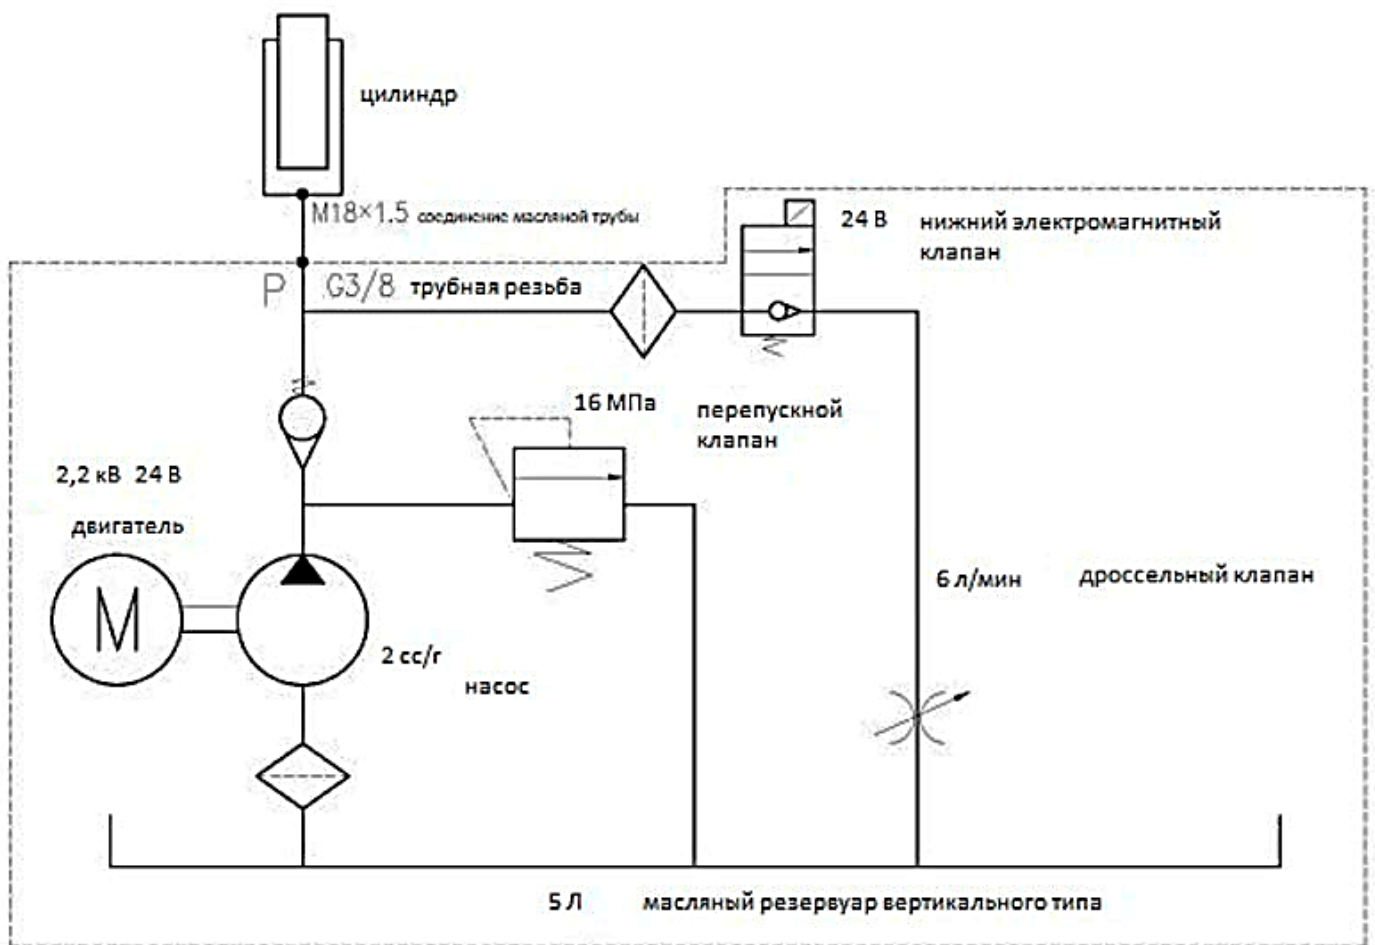 цилиндр
M18×1.5 соединение масляной трубы
24 В
нижний электромагнитный
клапан
P G3/8 трубная резьба
16 МПа
перепускной
клапан
2,2 кВ 24 В
двигатель
M
6 л/мин
дроссельный клапан
2 сс/г
насос
5 Л
масляный резервуар вертикального типа